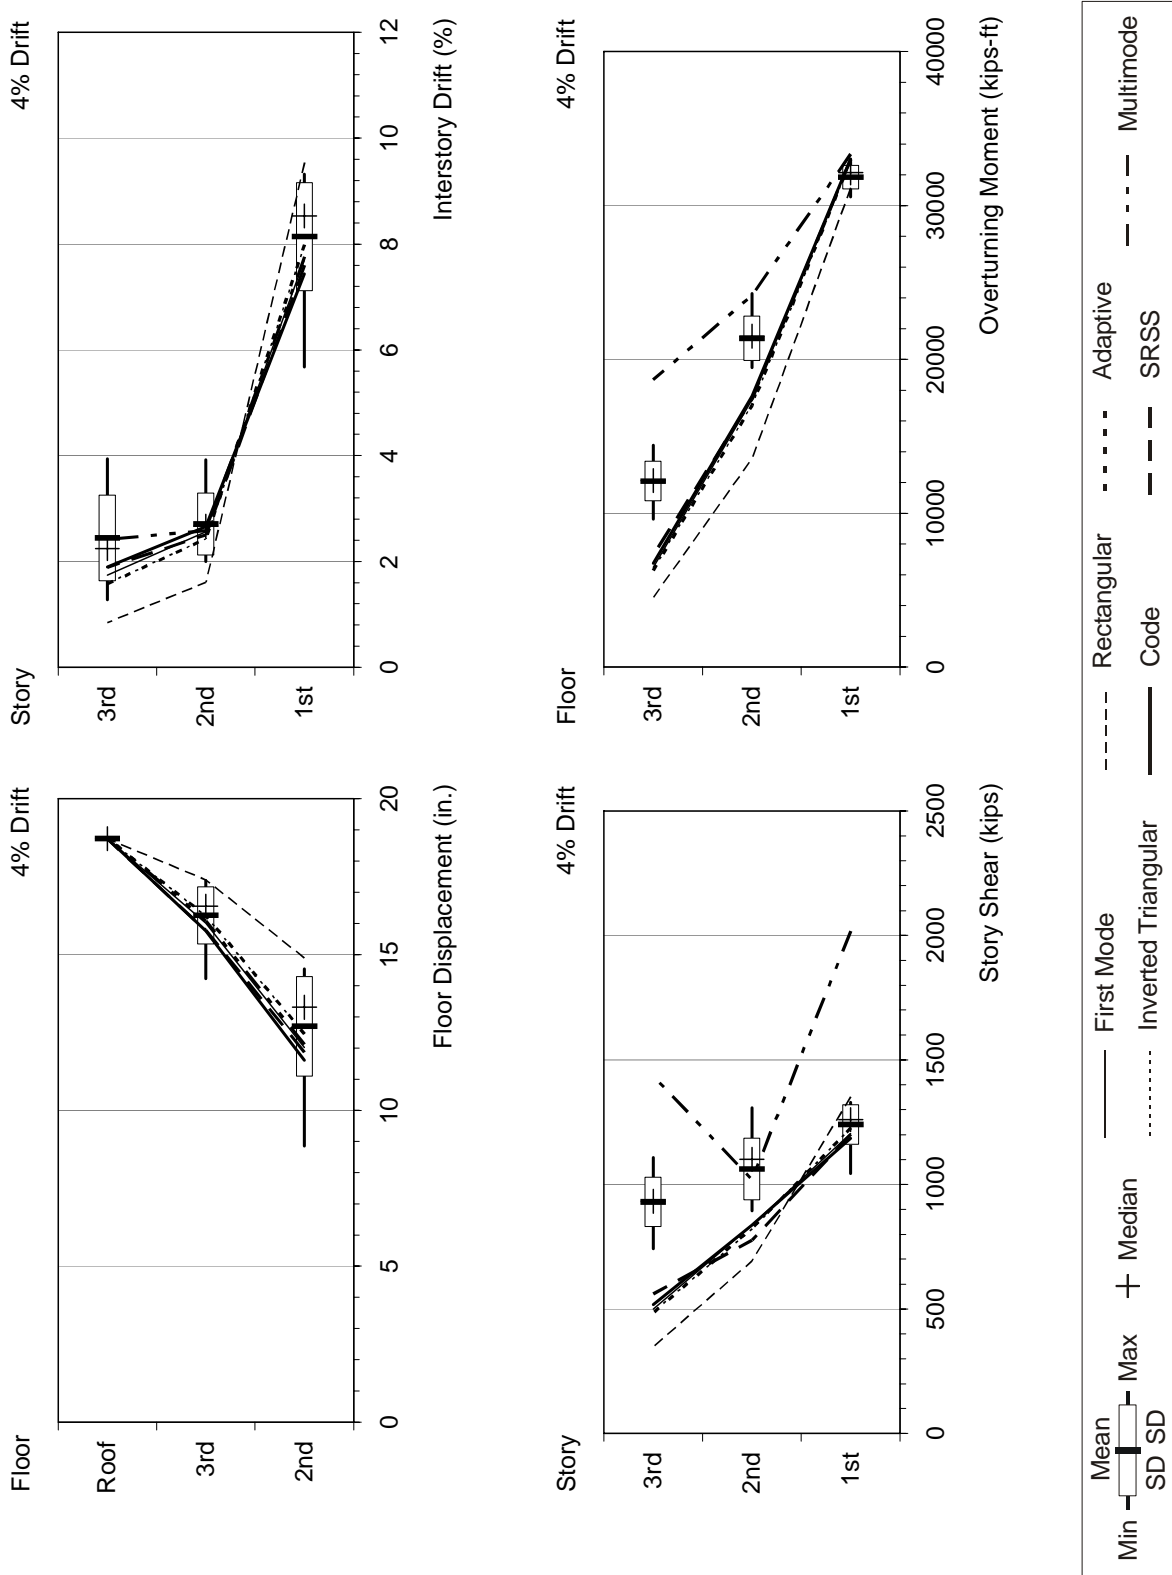 Floor
4% Drift
Roof
3rd
2nd
0
5
10
15
20
Floor Displacement (in.)
Story
4% Drift
3rd
2nd
1st
0
2
4
6
8
10
12
Interstory Drift (%)
Story
4% Drift
3rd
2nd
1st
0
500
1000
1500
2000
2500
Story Shear (kips)
Floor
4% Drift
3rd
2nd
1st
0
10000
20000
30000
40000
Overturning Moment (kips-ft)
Mean
Min Max Median
SD SD
First Mode Rectangular Adaptive Multimode
Inverted Triangular Code SRSS